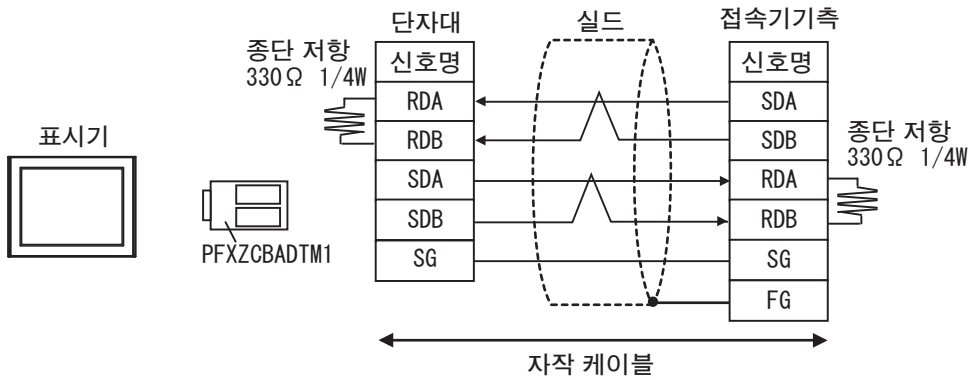 단자대
실드
접속기기측
종단 저항
330Ω 1/4W
신호명
신호명
RDA
SDA
RDB
SDB
종단 저항
330Ω 1/4W
표시기
SDA
RDA
SDB
RDB
PFXZCBADTM1
SG
SG
FG
자작 케이블